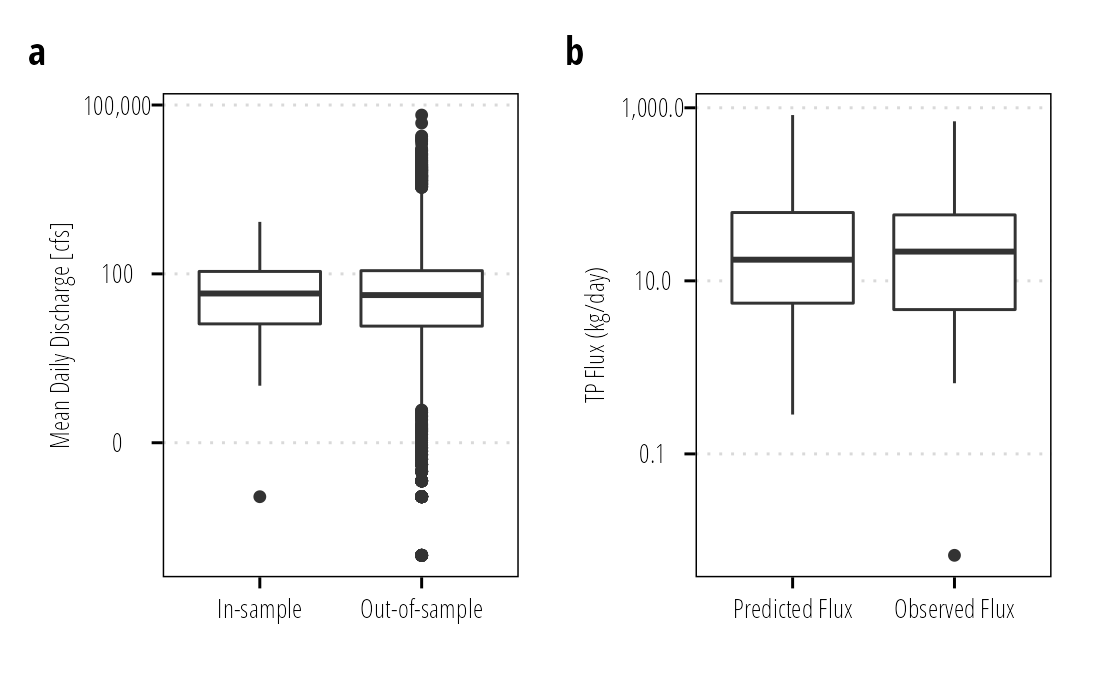 a
Mean Daily Discharge [cfs]
100,000
100
0
In-sample
Out-of-sample
b
TP Flux (kg/day)
1,000.0
10.0
0.1
Predicted Flux
Observed Flux